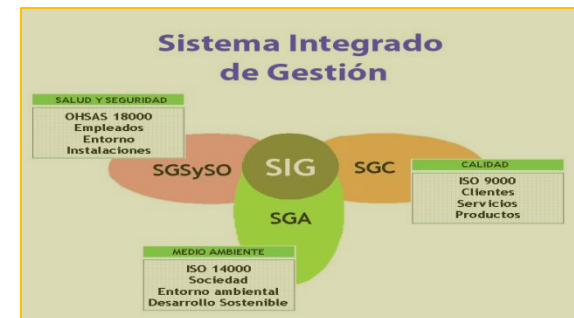 Sistema Integrado
de Gestión
SALUD Y SEGURIDAD
OHSAS 18000
Empleados
Entorno
Instalaciones
SGSySO
SIG
SGC
CALIDAD
ISO 9000
Clientes
Servicios
Productos
SGA
MEDIO AMBIENTE
ISO 14000
Sociedad
Entorno ambiental
Desarrollo Sostenible